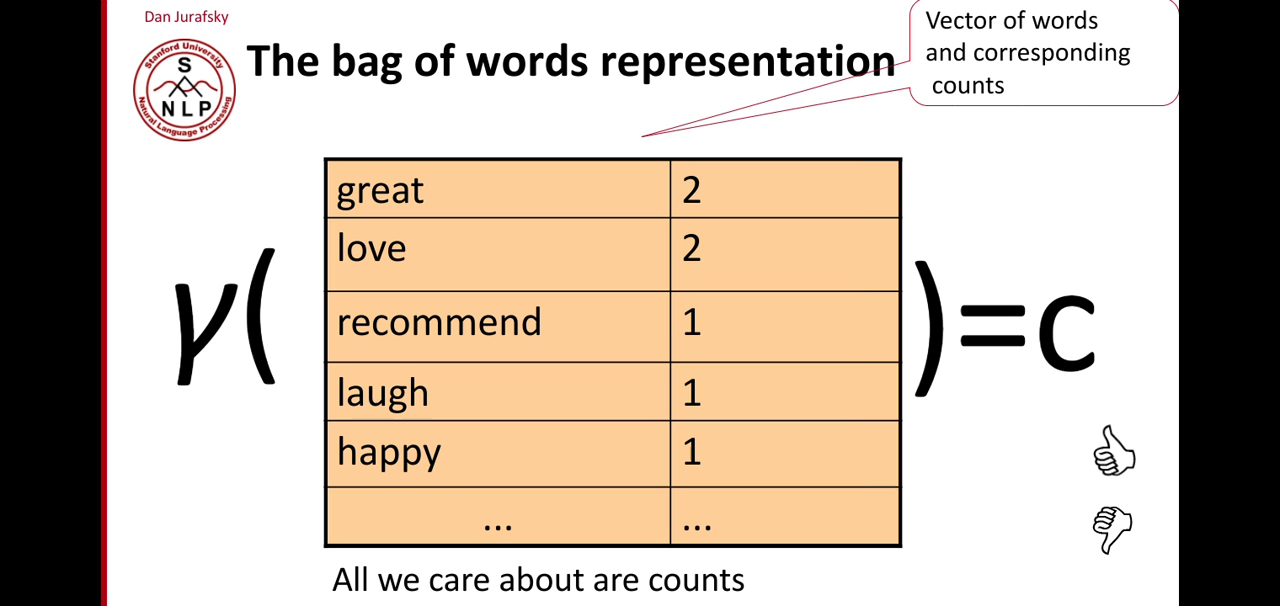 Dan Jurafsky
Stanford University
S
NLP
Natural Language Processing
The bag of words representation
Vector of words
and corresponding
counts
γ(
great 2
love 2
recommend 1
laugh 1
happy 1
... ...
)=c
All we care about are counts